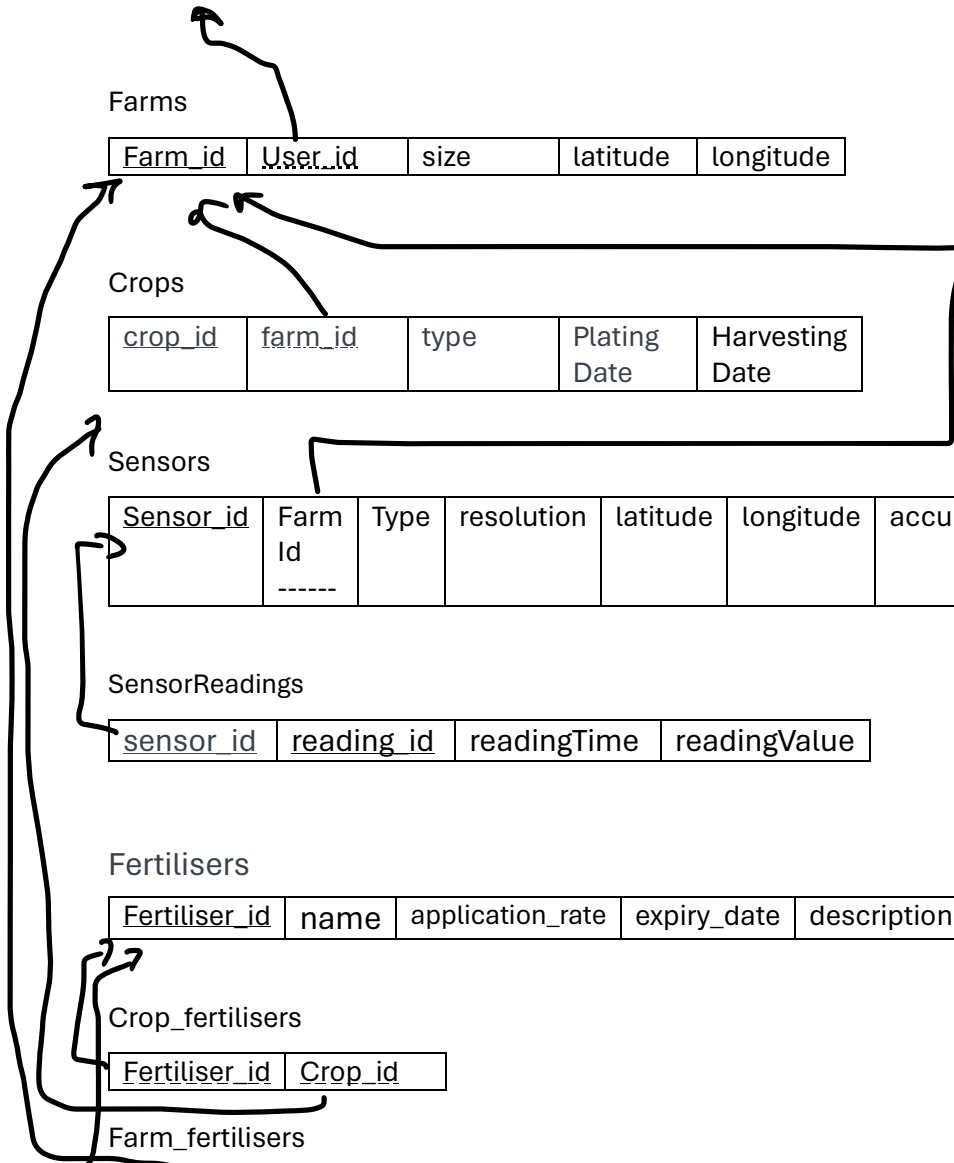 Farms
Farm_id User_id size latitude longitude
Crops
crop_id farm_id type Plating Harvesting
Date Date
Sensors
Sensor_id Farm Type resolution latitude longitude accu
Id
------
SensorReadings
sensor_id reading_id readingTime readingValue
Fertilisers
Fertiliser_id name application_rate expiry_date description
Crop_fertilisers
Fertiliser_id Crop_id
Farm_fertilisers